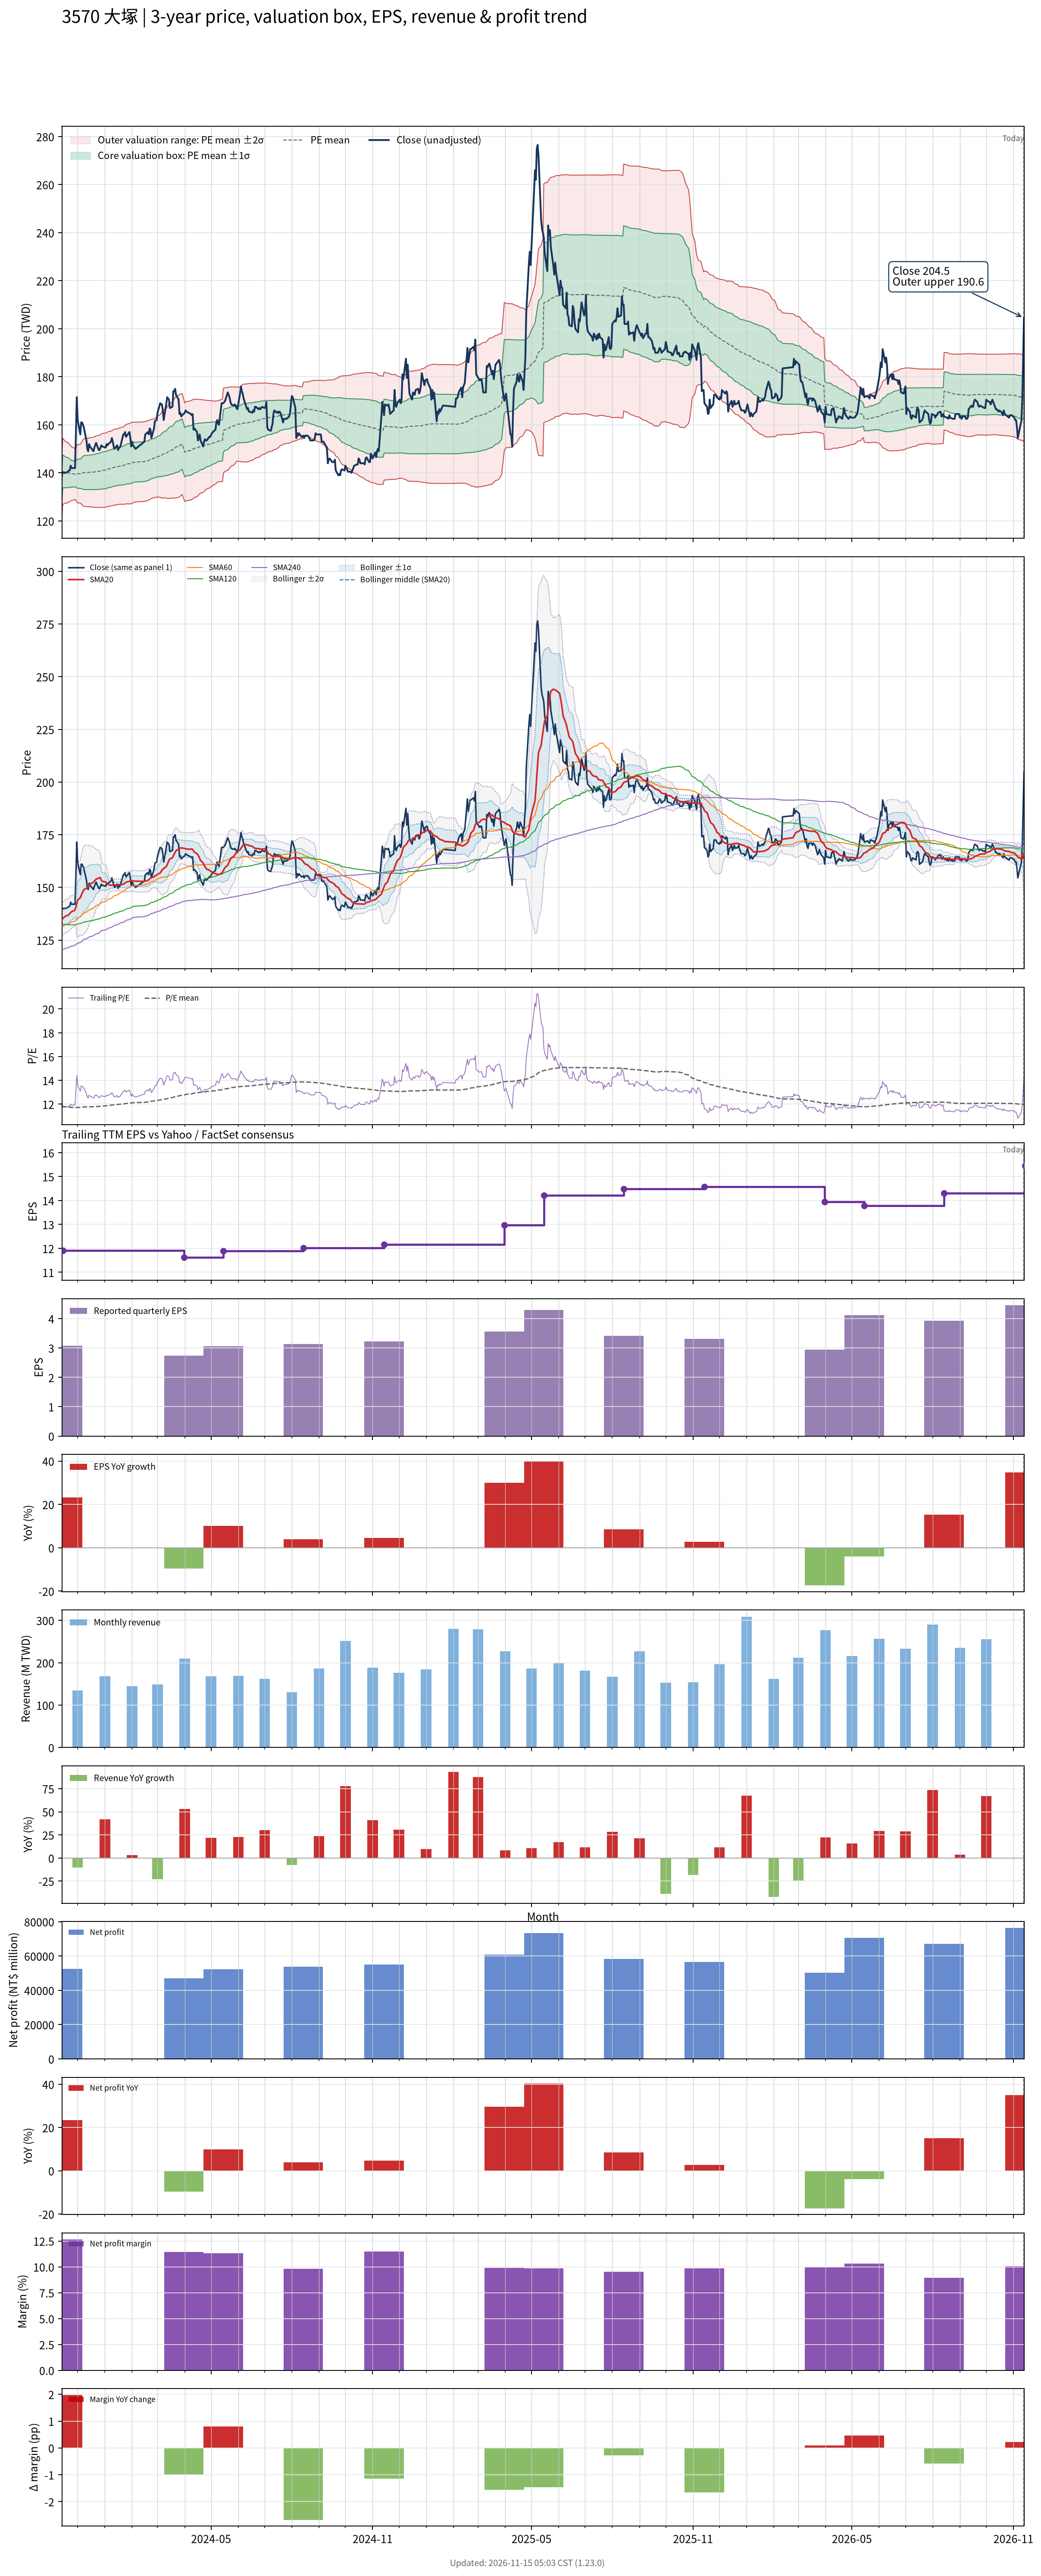 3570 大塚 | 3-year price, valuation box, EPS, revenue & profit trend
Outer valuation range: PE mean ±2σ
Core valuation box: PE mean ±1σ
PE mean
Close (unadjusted)
Today
Close 204.5
Outer upper 190.6
Price (TWD)
280
260
240
220
200
180
160
140
120
Close (same as panel 1)
SMA20
SMA60
SMA120
SMA240
Bollinger ±2σ
Bollinger ±1σ
Bollinger middle (SMA20)
Price
300
275
250
225
200
175
150
125
Trailing P/E
P/E mean
P/E
20
18
16
14
12
Trailing TTM EPS vs Yahoo / FactSet consensus
Today
EPS
16
15
14
13
12
11
Reported quarterly EPS
EPS
4
3
2
1
0
EPS YoY growth
YoY (%)
40
20
0
-20
Monthly revenue
Revenue (M TWD)
300
200
100
0
Revenue YoY growth
YoY (%)
75
50
25
0
-25
Month
Net profit
Net profit (NT$ million)
80000
60000
40000
20000
0
Net profit YoY
YoY (%)
40
20
0
-20
Net profit margin
Margin (%)
12.5
10.0
7.5
5.0
2.5
0.0
Margin YoY change
Δ margin (pp)
2
1
0
-1
-2
2024-05
2024-11
2025-05
2025-11
2026-05
2026-11
Updated: 2026-11-15 05:03 CST (1.23.0)